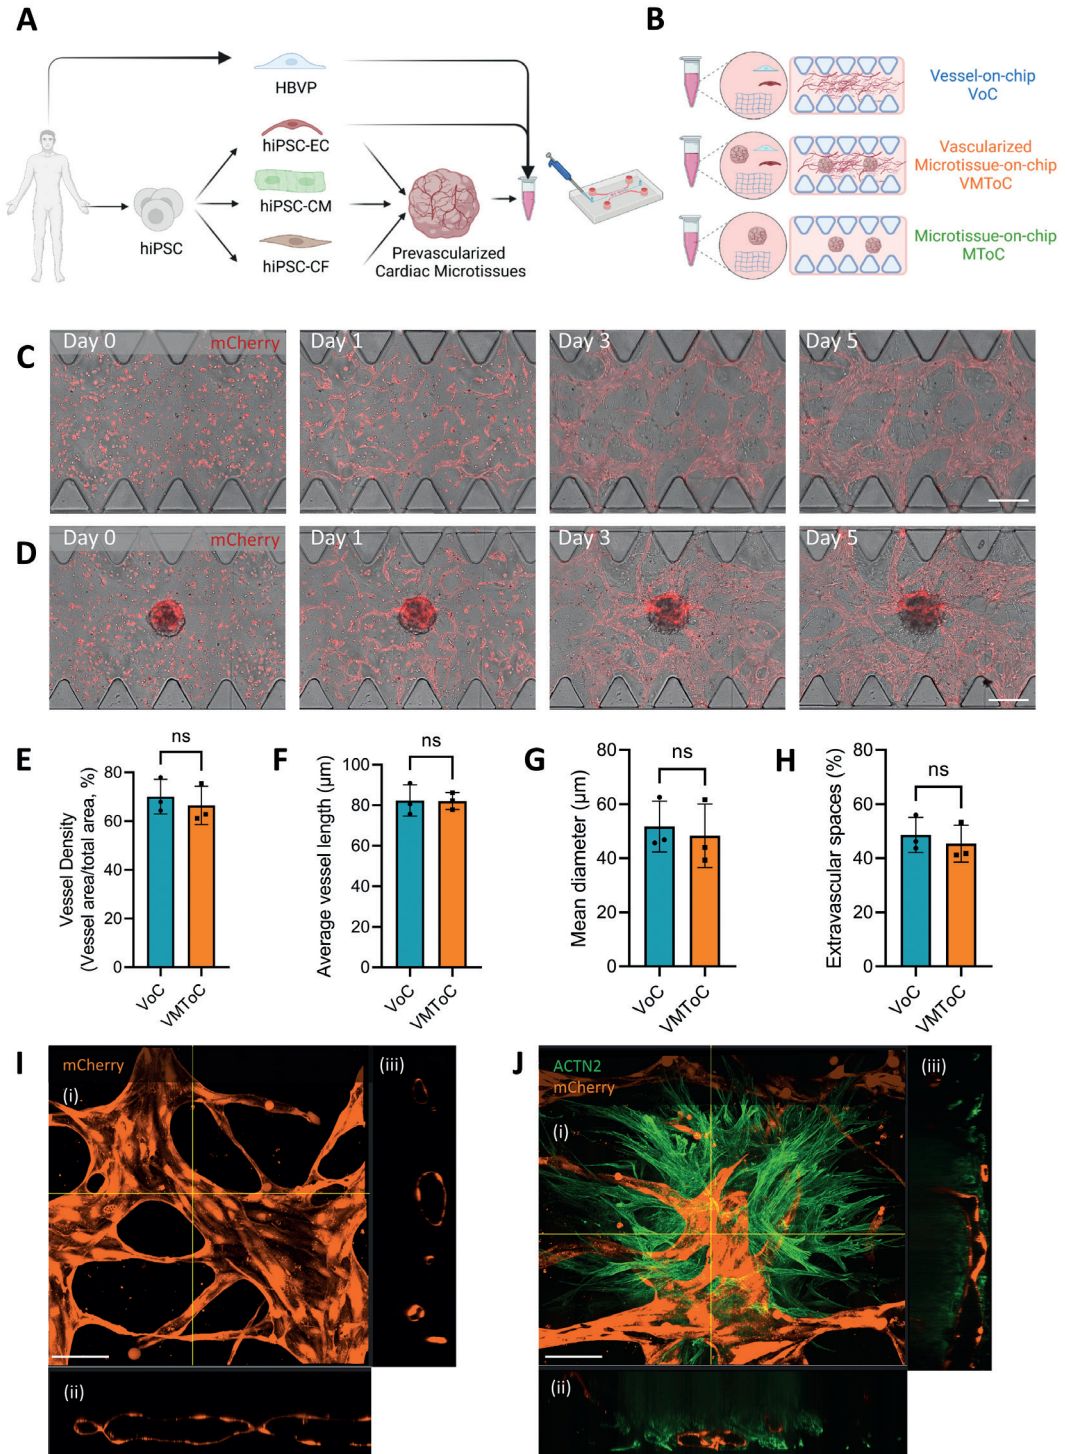 A
HBVP
hiPSC-EC
hiPSC
hiPSC-CM
hiPSC-CF
Prevascularized
Cardiac Microtissues
B
Vessel-on-chip
VoC
Vascularized
Microtissue-on-chip
VMToC
Microtissue-on-chip
MToC
C
Day 0
mCherry
Day 1
Day 3
Day 5
D
Day 0
mCherry
Day 1
Day 3
Day 5
E
Vessel Density
(Vessel area/total area, %)
80
60
40
20
0
ns
VoC
VMToC
F
Average vessel length (µm)
100
80
60
40
20
0
ns
VoC
VMToC
G
Mean diameter (µm)
80
60
40
20
0
ns
VoC
VMToC
H
Extravascular spaces (%)
80
60
40
20
0
ns
VoC
VMToC
I
mCherry
(i)
(iii)
(ii)
J
ACTN2
mCherry
(i)
(iii)
(ii)